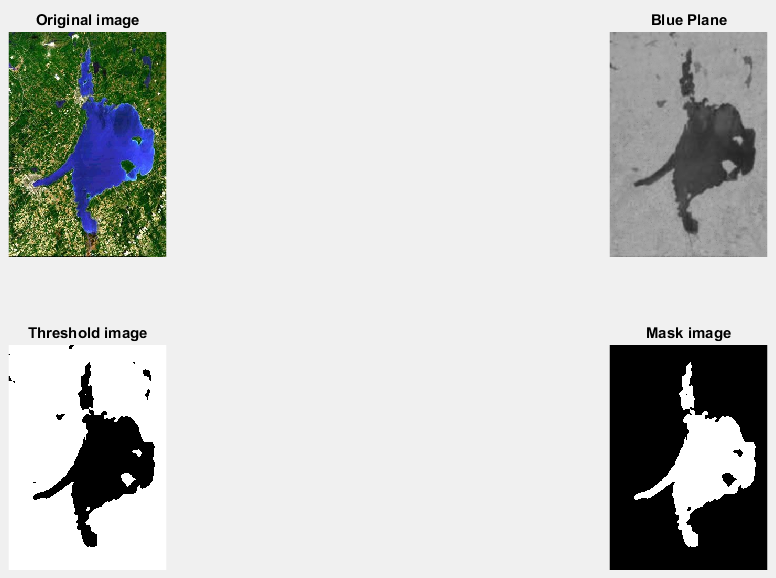 Original image
Blue Plane
Threshold image
Mask image